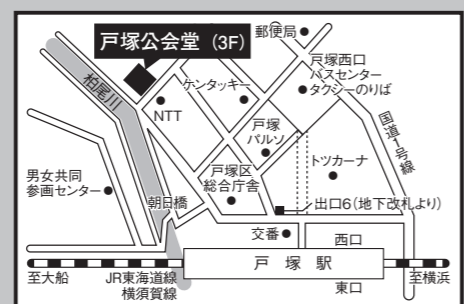 戸塚公会堂 (3F)
郵便局
柏尾川
ケンタッキー
戸塚西口
バスセンター
タクシーのりば
NTT
戸塚
パルソ
国道1号線
トツカーナ
男女共同
参画センター
戸塚区
総合庁舎
朝日橋
出口6(地下改札より)
交番
西口
戸塚駅
東口
至大船
JR東海道線
横須賀線
至横浜